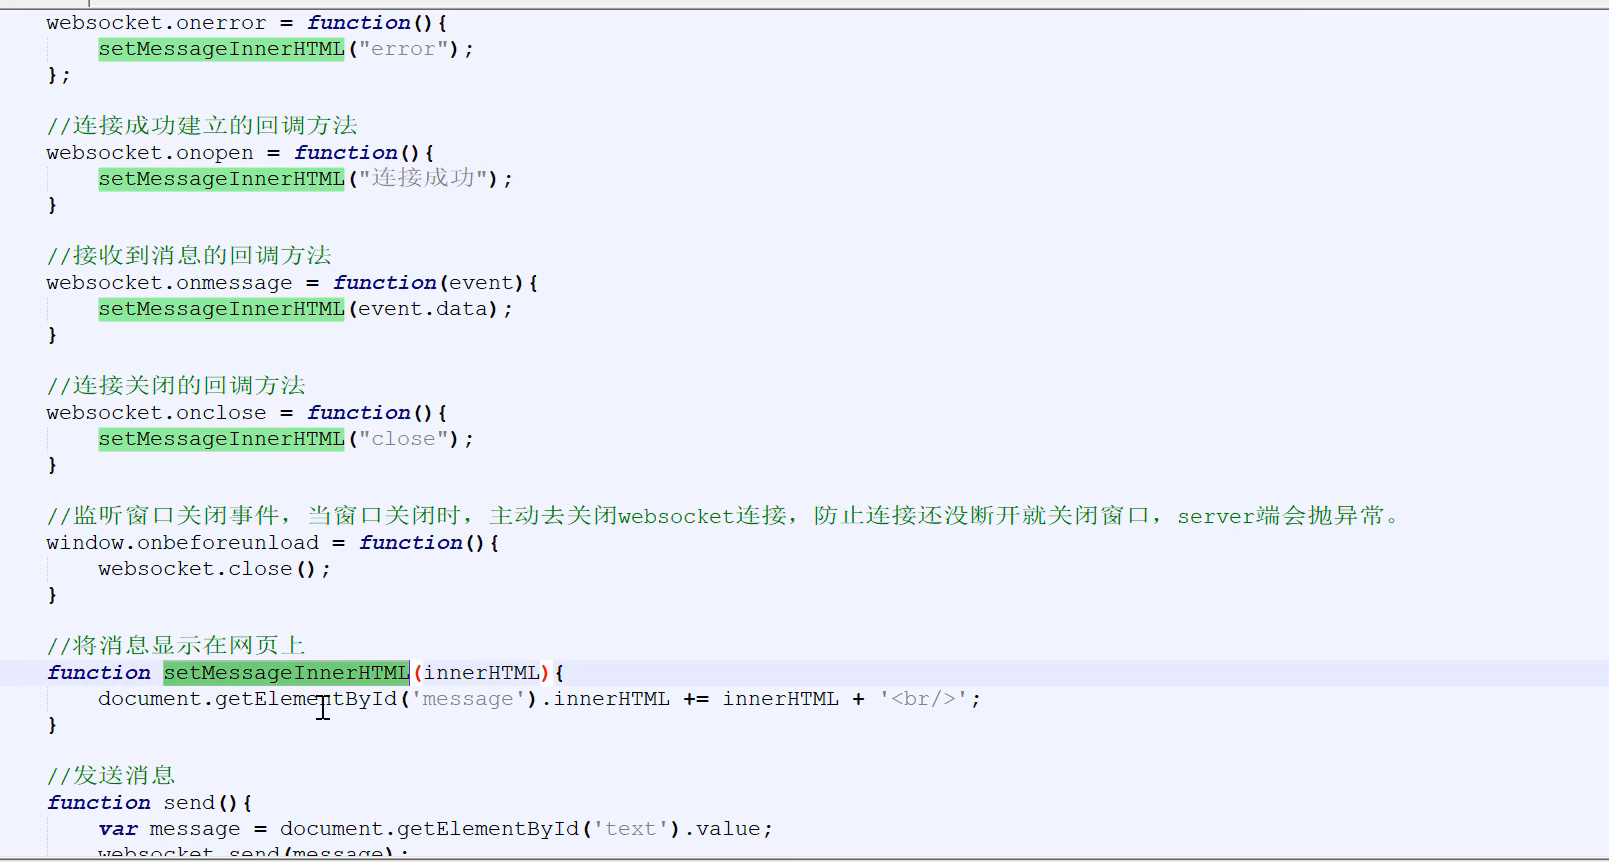 websocket.onerror = function(){
    setMessageInnerHTML("error");
};
//连接成功建立的回调方法
websocket.onopen = function(){
    setMessageInnerHTML("连接成功");
}
//接收到消息的回调方法
websocket.onmessage = function(event){
    setMessageInnerHTML(event.data);
}
//连接关闭的回调方法
websocket.onclose = function(){
    setMessageInnerHTML("close");
}
//监听窗口关闭事件，当窗口关闭时，主动去关闭websocket连接，防止连接还没断开就关闭窗口，server端会抛异常。
window.onbeforeunload = function(){
    websocket.close();
}
//将消息显示在网页上
function setMessageInnerHTML(innerHTML){
    document.getElementById('message').innerHTML += innerHTML + '<br/>';
}
//发送消息
function send(){
    var message = document.getElementById('text').value;
    websocket.send(message);